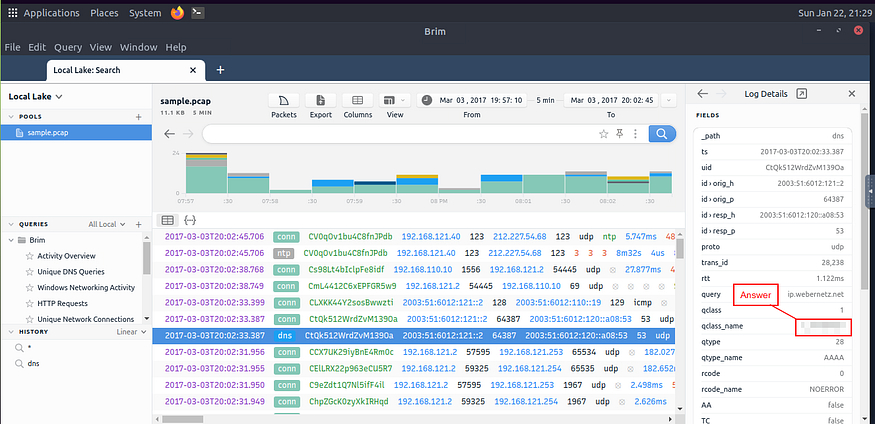 Applications Places System Sun Jan 22, 21:29
Brim
File Edit Query View Window Help
Local Lake: Search
Local Lake
POOLS
sample.pcap
QUERIES All Local
Brim
Activity Overview
Unique DNS Queries
Windows Networking Activity
HTTP Requests
Unique Network Connections
HISTORY Linear
*
dns
sample.pcap
11.1 KB 5 MIN
Packets Export Columns View
Mar 03, 2017 19:57:10 5 min Mar 03, 2017 20:02:45
From To
24
0
07:57 :30 07:58 :30 07:59 :30 08 PM :30 08:01 :30 08:02 :30
2017-03-03T20:02:45.706 conn CVOqOv1bu4C8fnJPdb 192.168.121.40 123 212.227.54.68 123 udp ntp 5.747ms 48
2017-03-03T20:02:45.706 ntp CVOqOv1bu4C8fnJPdb 192.168.121.40 123 212.227.54.68 123 3 3 3 8m32s 4us
2017-03-03T20:02:38.768 conn Cs98Lt4bIclpFe8idf 192.168.110.10 1556 192.168.121.2 54445 udp 27.877ms
2017-03-03T20:02:38.749 conn CmL4412C6xEPFGR5w9 192.168.121.2 54445 192.168.110.10 69 udp
2017-03-03T20:02:33.399 conn CLXKK44Y2sosBwwzti 2003:51:6012:121::2 128 2003:51:6012:110::19 129 icmp
2017-03-03T20:02:33.387 conn CtQk512WrdZvM139Oa 2003:51:6012:121::2 64387 2003:51:6012:120::a08:53 53 udp
2017-03-03T20:02:33.387 dns CtQk512WrdZvM139Oa 2003:51:6012:121::2 64387 2003:51:6012:120::a08:53 53 udp
2017-03-03T20:02:31.956 conn CCX7UK29iyBnE4Rm0c 192.168.121.2 57595 192.168.121.253 65534 udp 182.027
2017-03-03T20:02:31.956 conn CElLRX22p963eCU5R7 192.168.121.2 59325 192.168.121.254 65535 udp 182.652
2017-03-03T20:02:31.950 conn C9eZdt1Q7Nl5ifF4il 192.168.121.2 57595 192.168.121.253 1967 udp 2.498ms
2017-03-03T20:02:31.949 conn ChpZGcK0zyXkIRHqd 192.168.121.2 59325 192.168.121.254 1967 udp 2.626ms
Log Details
FIELDS
_path dns
ts 2017-03-03T20:02:33.387
uid CtQk512WrdZvM139Oa
id›orig_h 2003:51:6012:121::2
id›orig_p 64387
id›resp_h 2003:51:6012:120::a08:53
id›resp_p 53
proto udp
trans_id 28,238
rtt 1.122ms
query ip.webernetz.net
Answer
qclass 1
qclass_name
qtype 28
qtype_name AAAA
rcode 0
rcode_name NOERROR
AA false
TC false